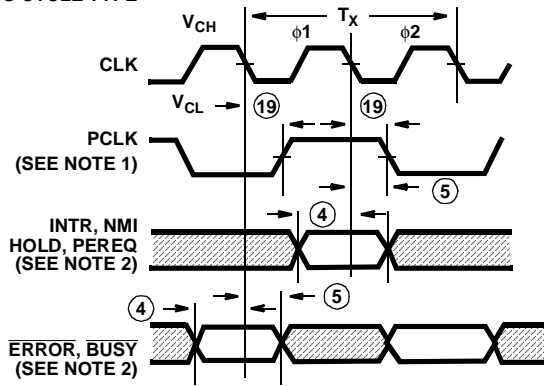 V_CH
T_X
ϕ1
ϕ2
CLK
V_CL
19
19
PCLK
(SEE NOTE 1)
5
INTR, NMI
HOLD, PEREQ
(SEE NOTE 2)
4
4
5
ERROR, BUSY
(SEE NOTE 2)